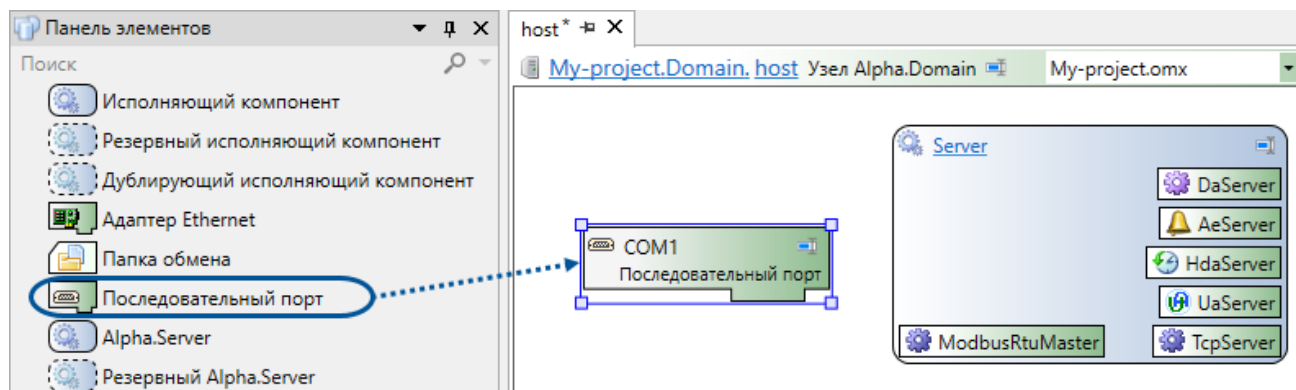 Панель элементов
Поиск
Исполняющий компонент
Резервный исполняющий компонент
Дублирующий исполняющий компонент
Адаптер Ethernet
Папка обмена
Последовательный порт
Alpha.Server
Резервный Alpha.Server
host*
My-project.Domain. host Узел Alpha.Domain My-project.omx
COM1
Последовательный порт
Server
DaServer
AeServer
HdaServer
UaServer
ModbusRtuMaster TcpServer